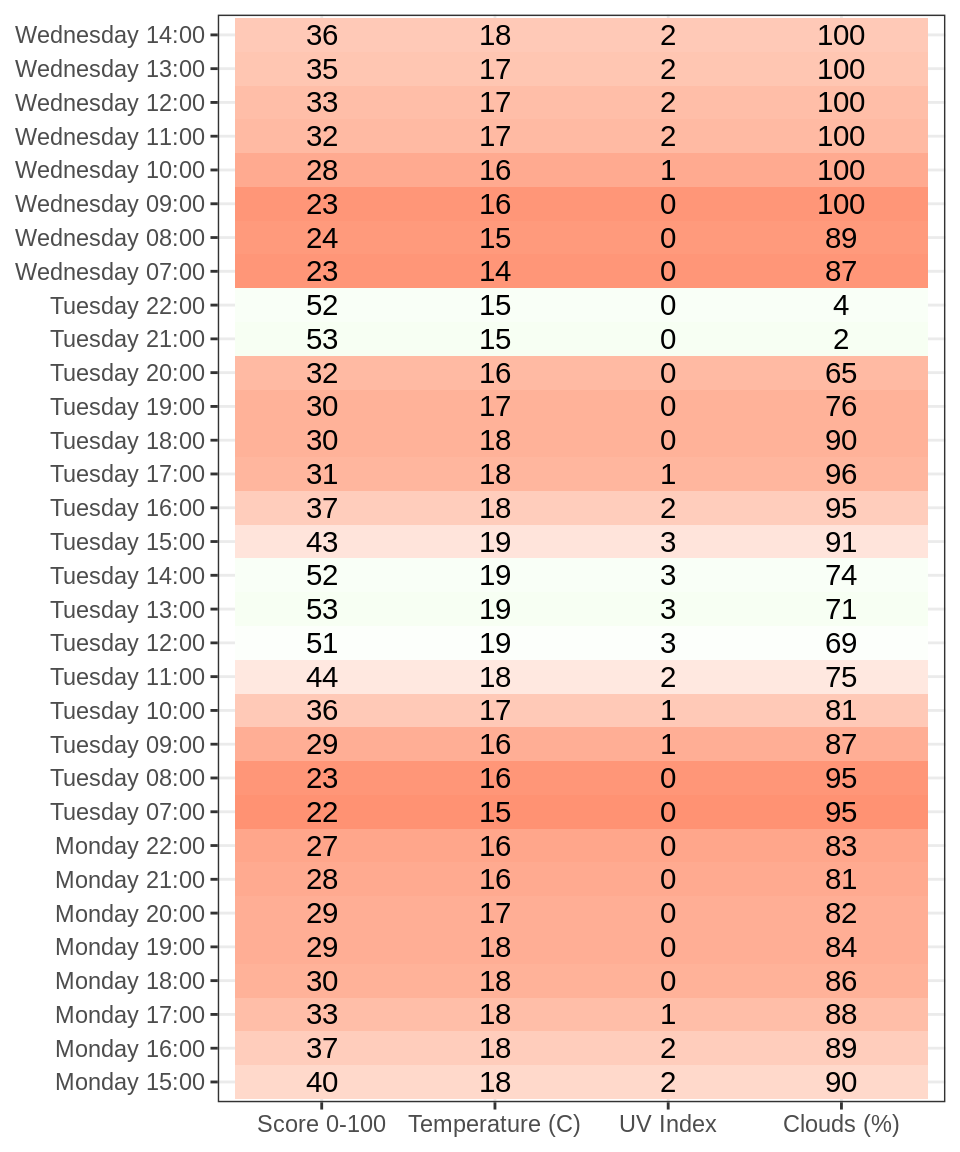 Wednesday 14:00 36 18 2 100
Wednesday 13:00 35 17 2 100
Wednesday 12:00 33 17 2 100
Wednesday 11:00 32 17 2 100
Wednesday 10:00 28 16 1 100
Wednesday 09:00 23 16 0 100
Wednesday 08:00 24 15 0 89
Wednesday 07:00 23 14 0 87
Tuesday 22:00 52 15 0 4
Tuesday 21:00 53 15 0 2
Tuesday 20:00 32 16 0 65
Tuesday 19:00 30 17 0 76
Tuesday 18:00 30 18 0 90
Tuesday 17:00 31 18 1 96
Tuesday 16:00 37 18 2 95
Tuesday 15:00 43 19 3 91
Tuesday 14:00 52 19 3 74
Tuesday 13:00 53 19 3 71
Tuesday 12:00 51 19 3 69
Tuesday 11:00 44 18 2 75
Tuesday 10:00 36 17 1 81
Tuesday 09:00 29 16 1 87
Tuesday 08:00 23 16 0 95
Tuesday 07:00 22 15 0 95
Monday 22:00 27 16 0 83
Monday 21:00 28 16 0 81
Monday 20:00 29 17 0 82
Monday 19:00 29 18 0 84
Monday 18:00 30 18 0 86
Monday 17:00 33 18 1 88
Monday 16:00 37 18 2 89
Monday 15:00 40 18 2 90
Score 0-100 Temperature (C) UV Index Clouds (%)